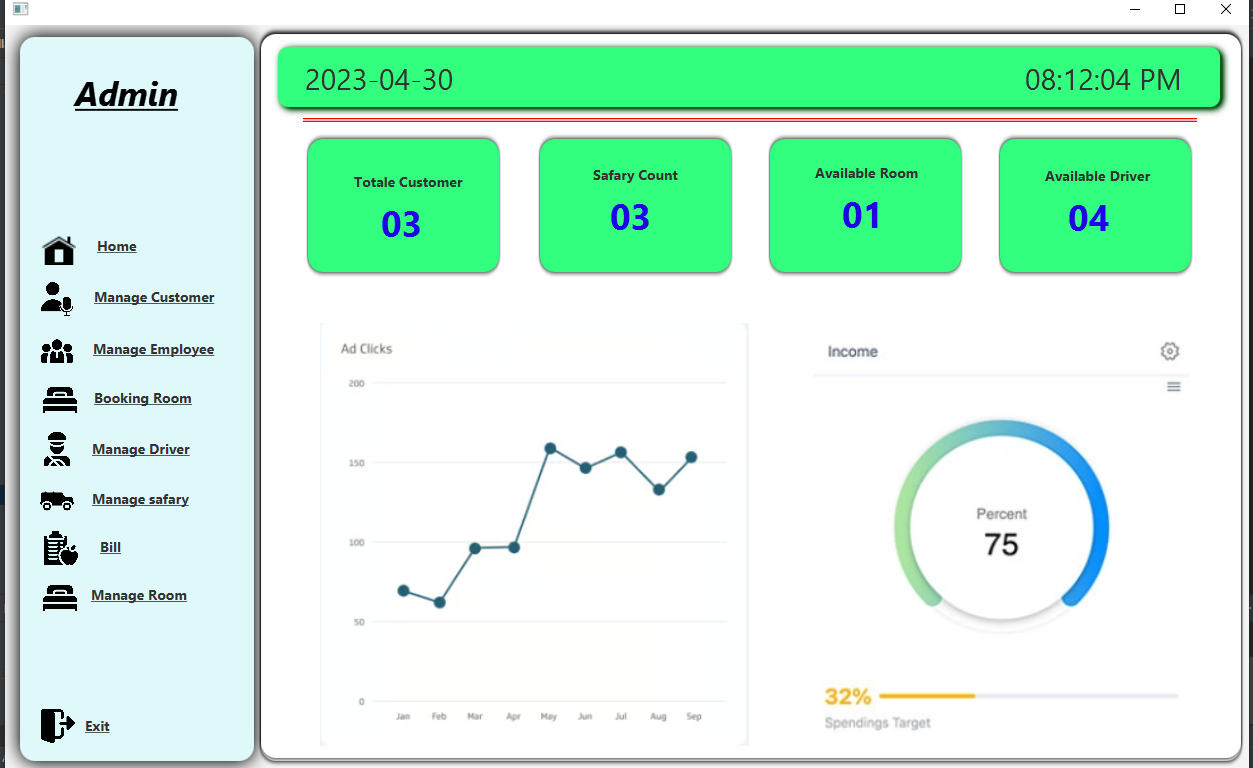 Admin
Home
Manage Customer
Manage Employee
Booking Room
Manage Driver
Manage safary
Bill
Manage Room
Exit
2023-04-30 08:12:04 PM
Totale Customer
03
Safary Count
03
Available Room
01
Available Driver
04
Ad Clicks
200
150
100
50
0
Jan Feb Mar Apr May Jun Jul Aug Sep
Income
Percent
75
32%
Spendings Target